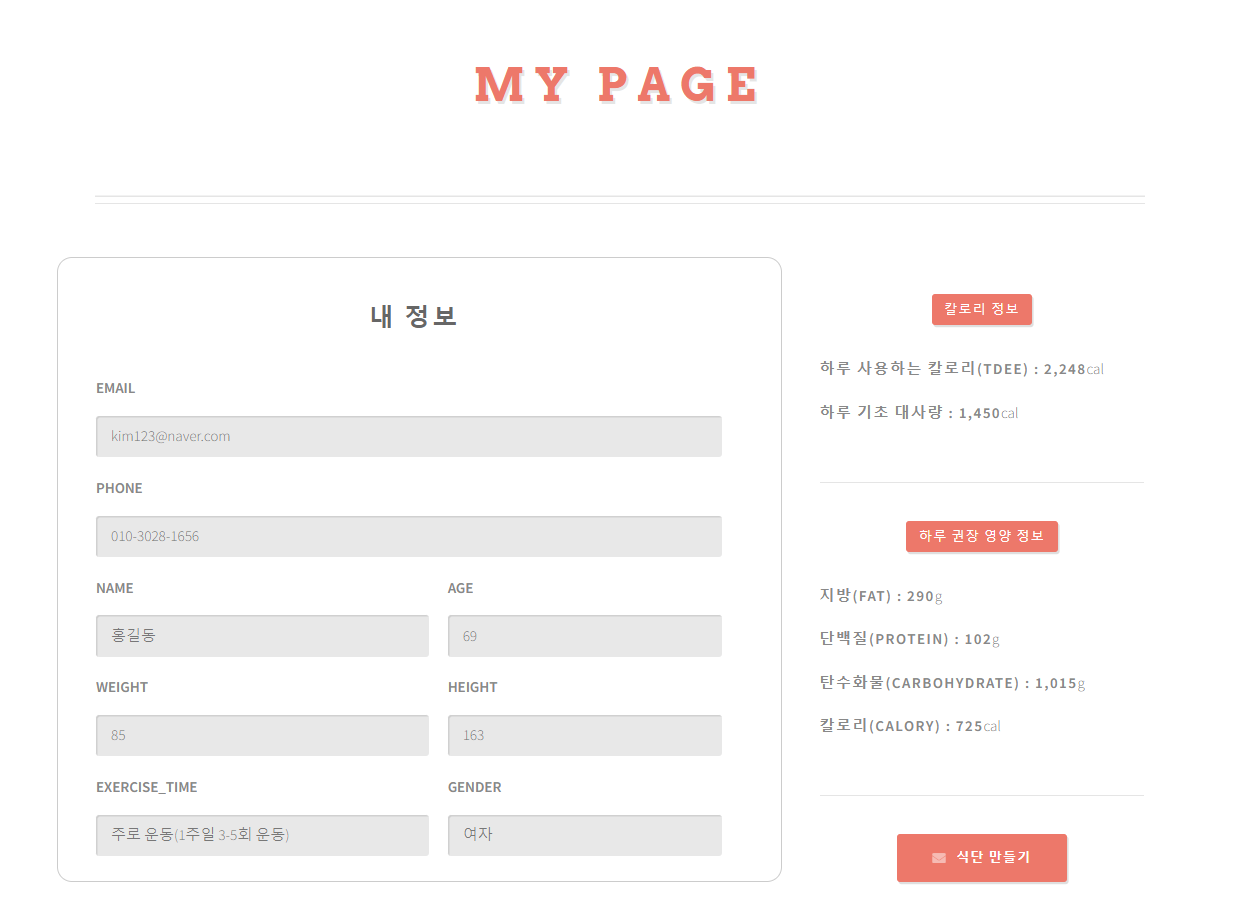 MY PAGE
내 정보
EMAIL
kim123@naver.com
PHONE
010-3028-1656
NAME AGE
홍길동 69
WEIGHT HEIGHT
85 163
EXERCISE_TIME GENDER
주로 운동(1주일 3-5회 운동) 여자
칼로리 정보
하루 사용하는 칼로리(TDEE) : 2,248cal
하루 기초 대사량 : 1,450cal
하루 권장 영양 정보
지방(FAT) : 290g
단백질(PROTEIN) : 102g
탄수화물(CARBOHYDRATE) : 1,015g
칼로리(CALORY) : 725cal
식단 만들기